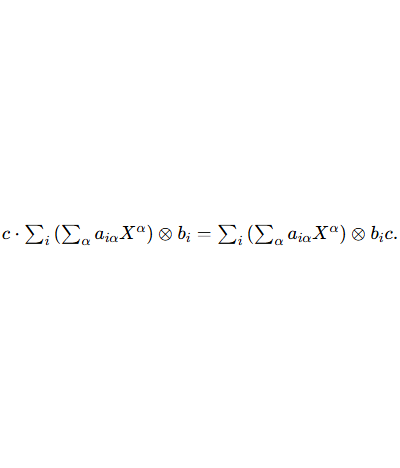 c · ∑_i (∑_α a_{iα} X^α) ⊗ b_i = ∑_i (∑_α a_{iα} X^α) ⊗ b_i c.